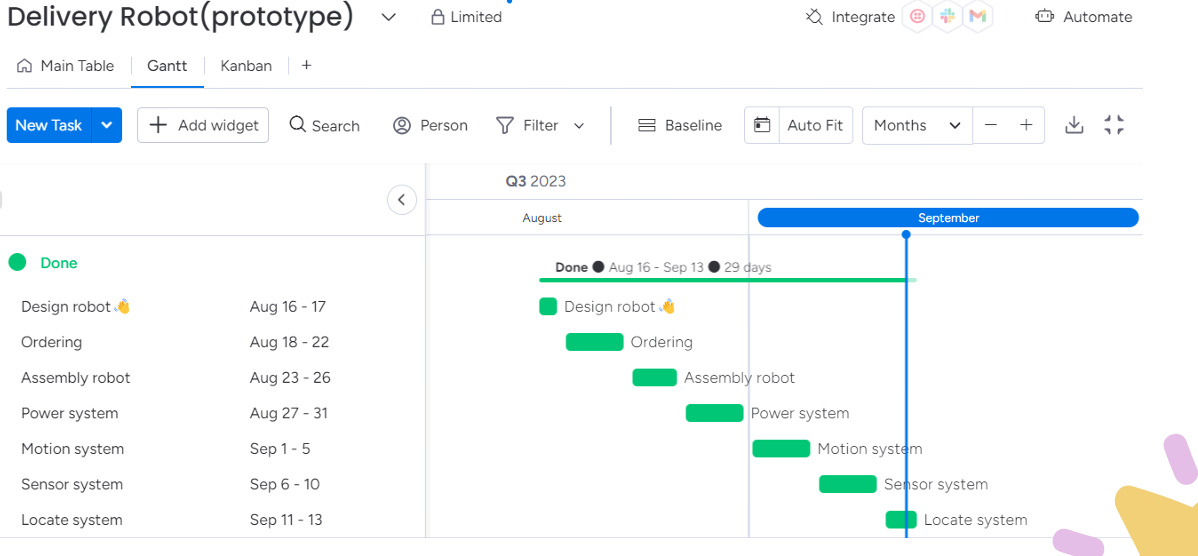 Delivery Robot(prototype)
Limited
Integrate
Automate
Main Table
Gantt
Kanban
+
New Task
+ Add widget
Search
Person
Filter
Baseline
Auto Fit
Months
− +
Q3 2023
August
September
Done
Done ● Aug 16 - Sep 13 ● 29 days
Design robot👋 Aug 16 - 17
Design robot👋
Ordering Aug 18 - 22
Ordering
Assembly robot Aug 23 - 26
Assembly robot
Power system Aug 27 - 31
Power system
Motion system Sep 1 - 5
Motion system
Sensor system Sep 6 - 10
Sensor system
Locate system Sep 11 - 13
Locate system